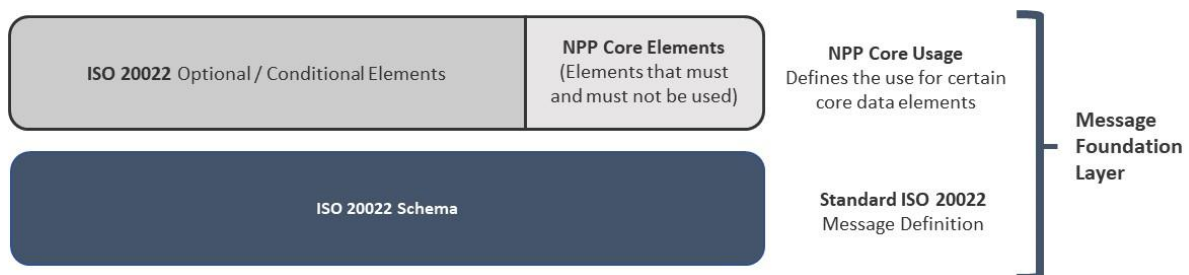 ISO 20022 Optional / Conditional Elements
NPP Core Elements
(Elements that must
and must not be used)
NPP Core Usage
Defines the use for certain
core data elements
Message
Foundation
Layer
ISO 20022 Schema
Standard ISO 20022
Message Definition